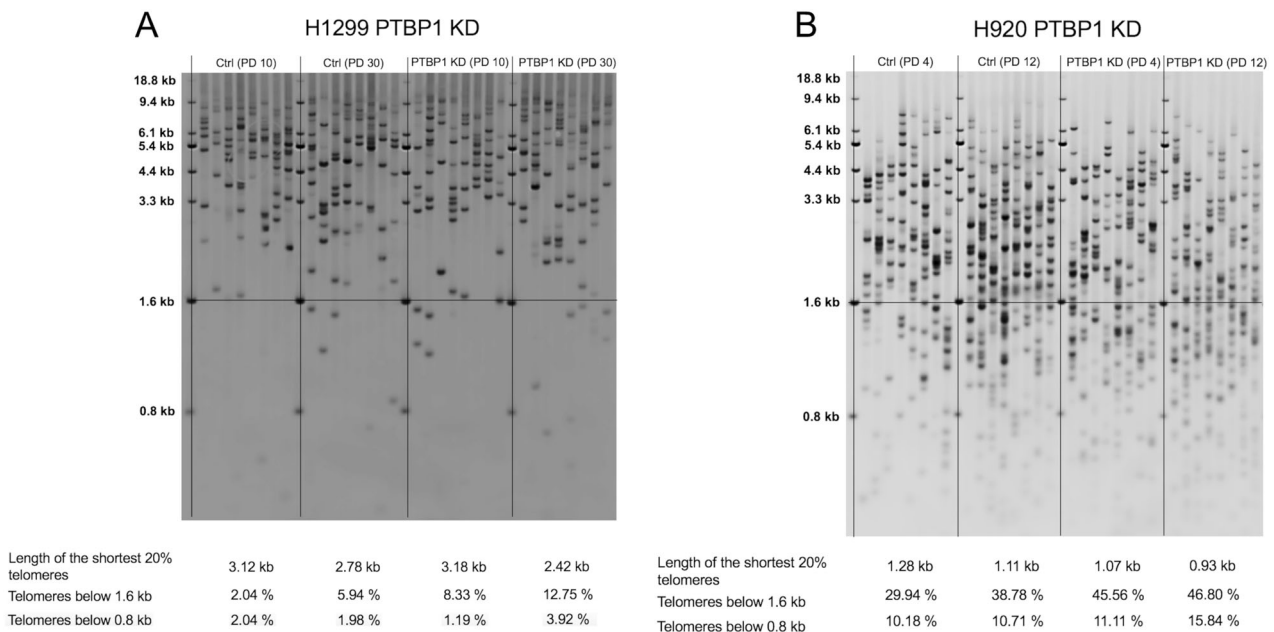 A
H1299 PTBP1 KD
Ctrl (PD 10) Ctrl (PD 30) PTBP1 KD (PD 10) PTBP1 KD (PD 30)
18.8 kb
9.4 kb
6.1 kb
5.4 kb
4.4 kb
3.3 kb
1.6 kb
0.8 kb
Length of the shortest 20%
telomeres
3.12 kb 2.78 kb 3.18 kb 2.42 kb
Telomeres below 1.6 kb 2.04 % 5.94 % 8.33 % 12.75 %
Telomeres below 0.8 kb 2.04 % 1.98 % 1.19 % 3.92 %
B
H920 PTBP1 KD
Ctrl (PD 4) Ctrl (PD 12) PTBP1 KD (PD 4) PTBP1 KD (PD 12)
18.8 kb
9.4 kb
6.1 kb
5.4 kb
4.4 kb
3.3 kb
1.6 kb
0.8 kb
Length of the shortest 20%
telomeres
1.28 kb 1.11 kb 1.07 kb 0.93 kb
Telomeres below 1.6 kb 29.94 % 38.78 % 45.56 % 46.80 %
Telomeres below 0.8 kb 10.18 % 10.71 % 11.11 % 15.84 %